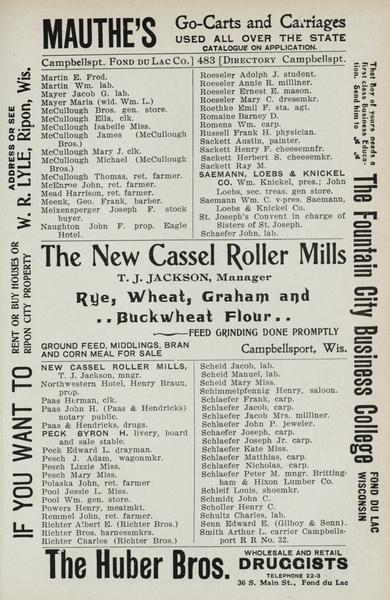 MAUTHE'S
Go-Carts and Carriages
USED ALL OVER THE STATE
CATALOGUE ON APPLICATION.
Campbellspt. FOND DU LAC CO.] 483 [DIRECTORY Campbellspt.
Martin E. Fred.
Martin Wm. lab.
Mayer Jacob G. lab.
Mayer Maria (wid. Wm. L.)
McCullough Bros. gen. store.
McCullough Ella, clk.
McCullough Isabelle Miss.
McCullough James (McCullough
Bros.)
McCullough Mary J. clk.
McCullough Michael (McCullough
Bros.)
McCullough Thomas, ret. farmer.
McEnroe John, ret. farmer.
Mead Harrison, ret. farmer.
Meenk, Geo. Frank, barber.
Meixensperger Joseph F. stock
buyer.
Naughton John F. prop. Eagle
Hotel.
Roeseler Adolph J. student.
Roeseler Annie R. milliner.
Roeseler Ernest E. mason.
Roeseler Mary C. dressmkr.
Roethke Emil F. sta. agt.
Romaine Barney D.
Romens Wm. carp.
Russell Frank H. physician.
Sackett Austin, painter.
Sackett Henry F. cheesemnfr.
Sackett Herbert S. cheesemkr.
Sackett Ray M.
SAEMANN, LOEBS & KNICKEL
CO. Wm. Knickel, pres.; John
Loebs, sec. treas. gen store.
Saemann Wm. C. v-pres. Saemann,
Loebs & Knickel Co.
St. Joseph's Convent in charge of
Sisters of St. Joseph.
Schaefer John, lab.
The New Cassel Roller Mills
T. J. JACKSON, Manager
Rye, Wheat, Graham and
..Buckwheat Flour..
FEED GRINDING DONE PROMPTLY
GROUND FEED, MIDDLINGS, BRAN
AND CORN MEAL FOR SALE
Campbellsport, Wis.
NEW CASSEL ROLLER MILLS,
T. J. Jackson, mngr.
Northwestern Hotel, Henry Braun,
prop.
Paas Herman, clk.
Paas John H. (Paas & Hendricks)
notary public.
Paas & Hendricks, drugs.
PECK BYRON H. livery, board
and sale stable.
Peck Edward L. drayman.
Pesch J. Adam, wagonmkr.
Pesch Lizzie Miss.
Pesch Mary Miss.
Polaska John, ret farmer
Pool Jessie L. Miss.
Pool Wm. gen. store.
Powers Henry, meatmkt.
Remmel John, ret. farmer.
Richter Albert E. (Richter Bros.)
Richter Bros. harnessmkrs.
Richter Charles (Richter Bros.)
Scheid Jacob, lab.
Scheid Manuel, lab.
Scheid Mary Miss.
Schimmelpfennig Henry, saloon.
Schlaefer Frank, carp.
Schlaefer Jacob, carp.
Schlaefer Jacob Mrs. milliner.
Schlaefer John P. jeweler.
Schlaefer Joseph, carp.
Schlaefer Joseph Jr. carp.
Schlaefer Kate Miss.
Schlaefer Matthias, carp.
Schlaefer Nicholas, carp.
Schlaefer Peter M. mngr. Britting-
ham & Hixon Lumber Co.
Schleif Louis, shoemkr.
Schmidt John C.
Scholler Henry C.
Schultz Charles, lab.
Senn Edward E. (Gilboy & Senn).
Smith Arthur L. carrier Campbells-
port R R No. 32.
The Huber Bros.
WHOLESALE AND RETAIL
DRUGGISTS
TELEPHONE 22-3
36 S. Main St., Fond du Lac
IF YOU WANT TO
RENT OR BUY HOUSES OR
RIPON CITY PROPERTY
ADDRESS OR SEE
W. R. LYLE, Ripon, Wis.
That boy of yours needs a
first class Business Educa-
tion. Send him to
The Fountain City Business College
FOND DU LAC
WISCONSIN